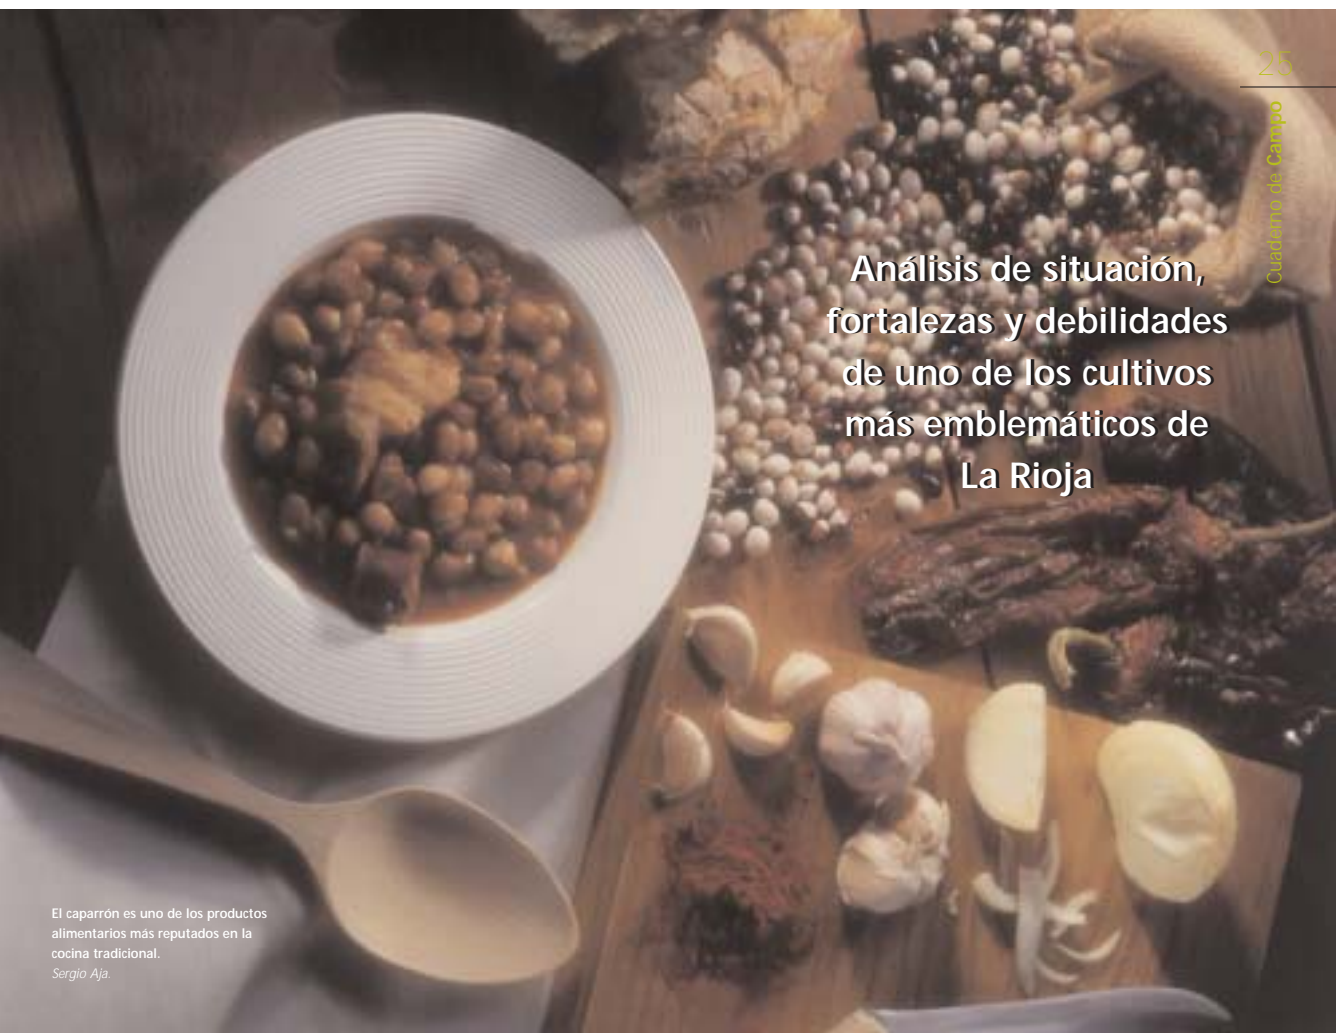 25
Cuaderno de Campo
Análisis de situación,
fortalezas y debilidades
de uno de los cultivos
más emblemáticos de
La Rioja
El caparrón es uno de los productos
alimentarios más reputados en la
cocina tradicional.
Sergio Aja.